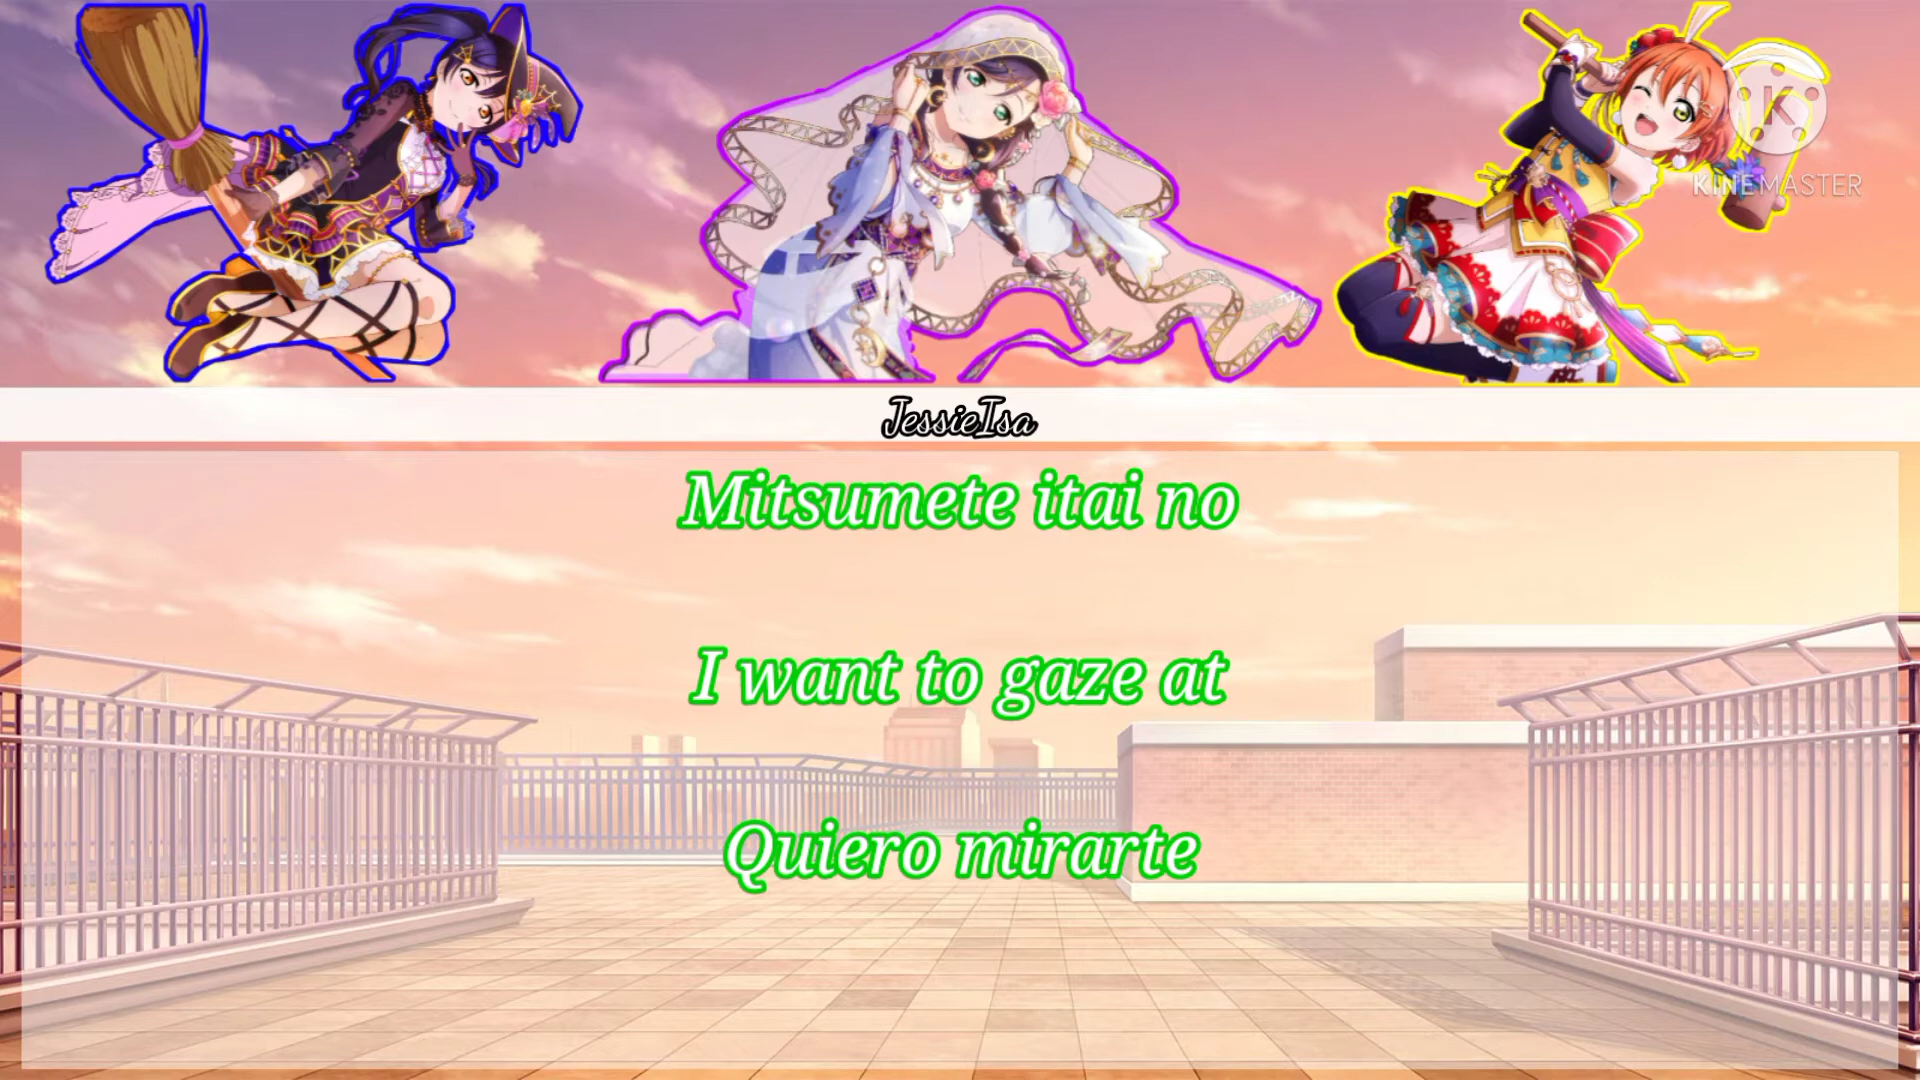 KINEMASTER
JessieIsa
Mitsumete itai no
I want to gaze at
Quiero mirarte